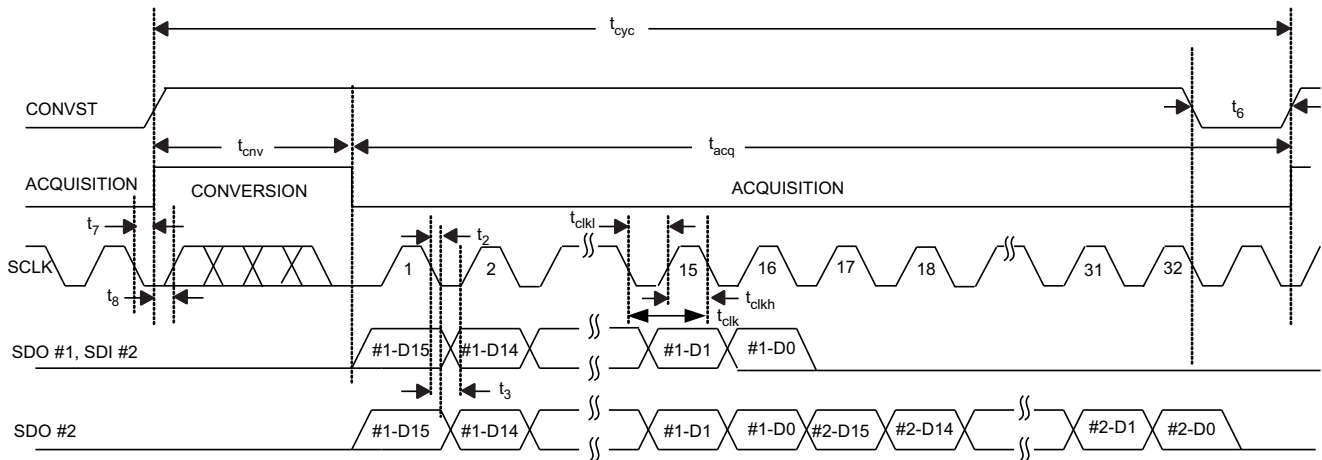 tcyc
CONVST
t6
tcnv
tacq
ACQUISITION
CONVERSION
ACQUISITION
t7
t2
tclkl
SCLK
1
2
15
16
17
18
31
32
t8
tclkh
tclk
SDO #1, SDI #2
#1-D15
#1-D14
#1-D1
#1-D0
t3
SDO #2
#1-D15
#1-D14
#1-D1
#1-D0
#2-D15
#2-D14
#2-D1
#2-D0